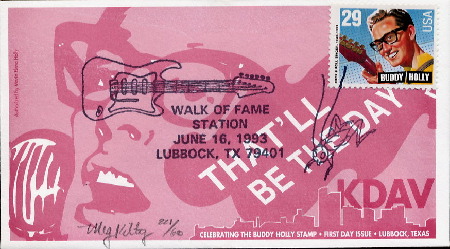 29
USA
BUDDY HOLLY
WALK OF FAME
STATION
JUNE 16, 1993
LUBBOCK, TX 79401
THAT'LL
BE THE DAY
KDAV
CELEBRATING THE BUDDY HOLLY STAMP • FIRST DAY ISSUE • LUBBOCK, TEXAS